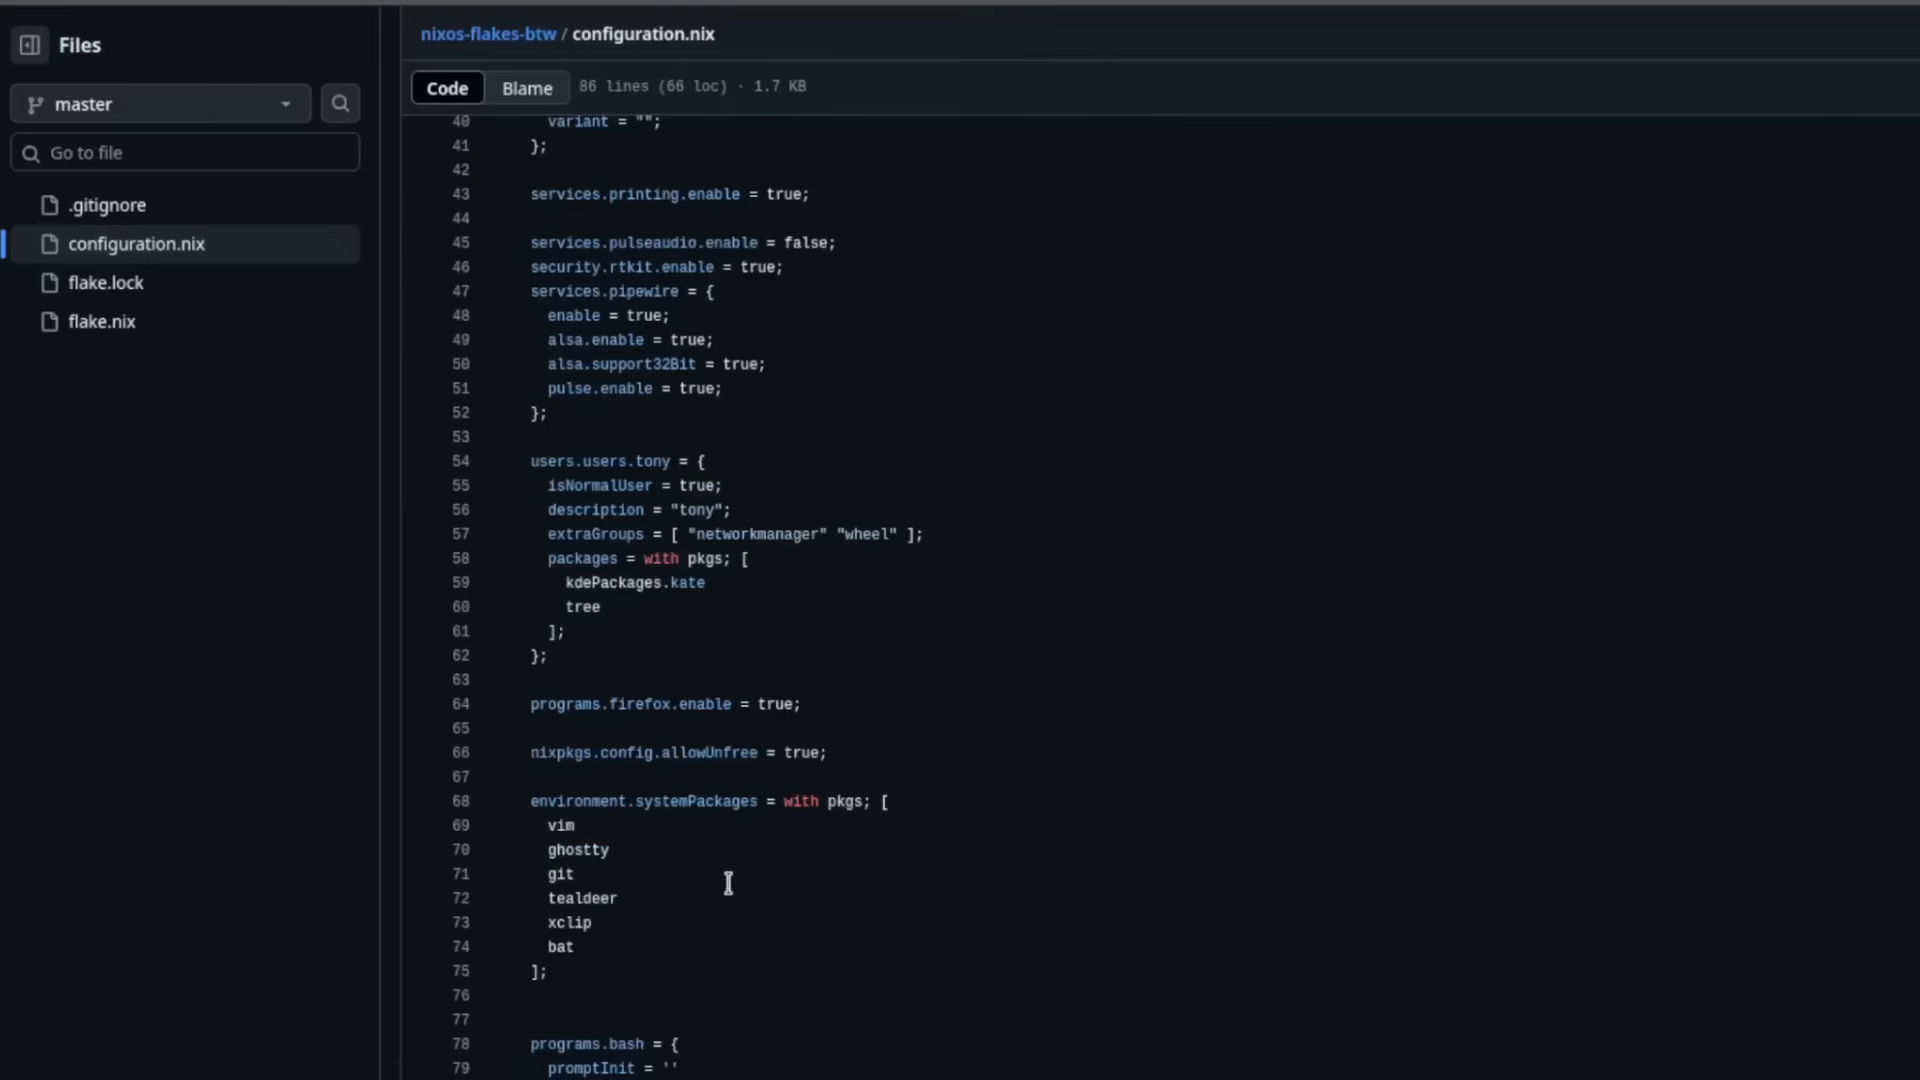 Files
master
Go to file
.gitignore
configuration.nix
flake.lock
flake.nix
nixos-flakes-btw / configuration.nix
Code Blame 86 lines (66 loc) · 1.7 KB
40 variant = "";
41 };
42
43 services.printing.enable = true;
44
45 services.pulseaudio.enable = false;
46 security.rtkit.enable = true;
47 services.pipewire = {
48 enable = true;
49 alsa.enable = true;
50 alsa.support32Bit = true;
51 pulse.enable = true;
52 };
53
54 users.users.tony = {
55 isNormalUser = true;
56 description = "tony";
57 extraGroups = [ "networkmanager" "wheel" ];
58 packages = with pkgs; [
59 kdePackages.kate
60 tree
61 ];
62 };
63
64 programs.firefox.enable = true;
65
66 nixpkgs.config.allowUnfree = true;
67
68 environment.systemPackages = with pkgs; [
69 vim
70 ghostty
71 git
72 tealdeer
73 xclip
74 bat
75 ];
76
77
78 programs.bash = {
79 promptInit = ''